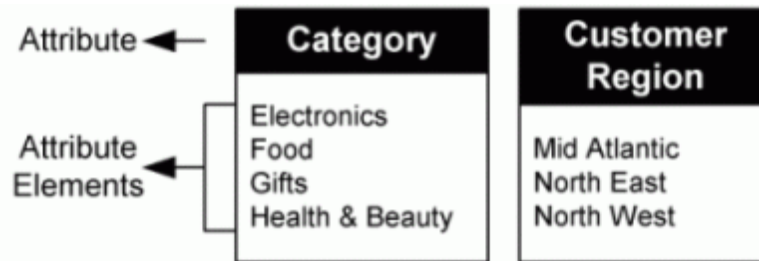 Attribute
Category
Customer
Region
Attribute
Elements
Electronics
Food
Gifts
Health & Beauty
Mid Atlantic
North East
North West